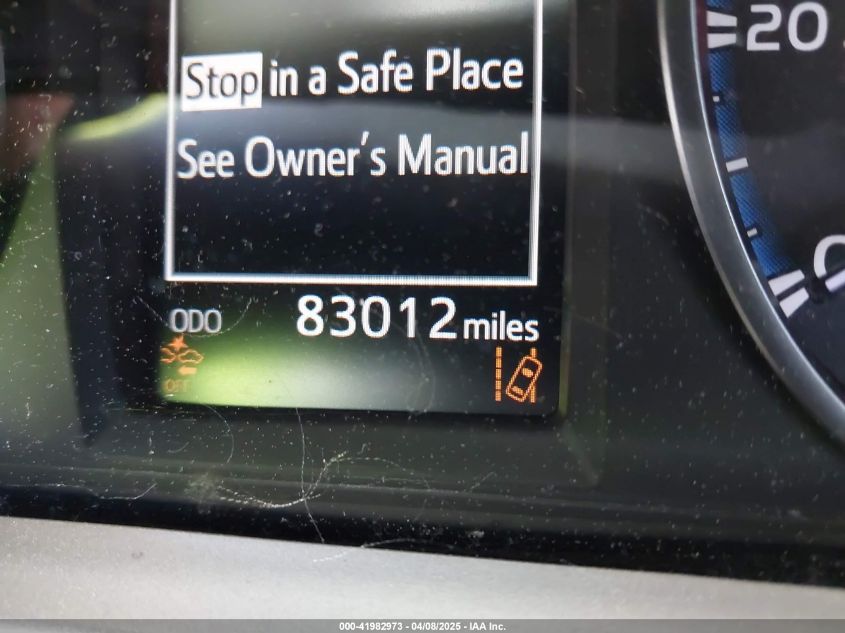 Stop in a Safe Place
See Owner's Manual
20
0
ODO 83012 miles
OFF
000-41982973 - 04/08/2025 - IAA Inc.